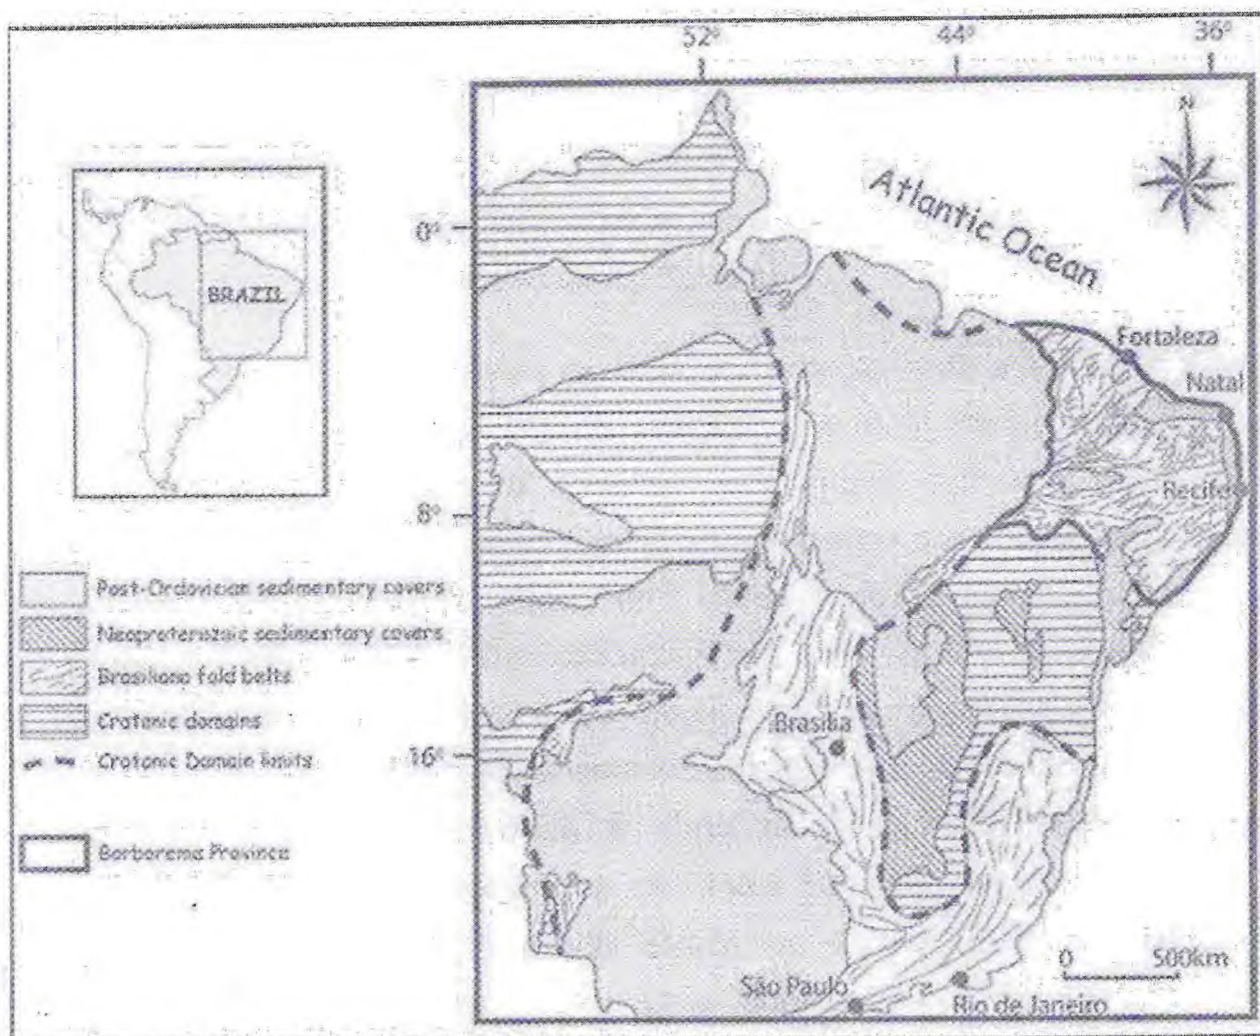 52° 44° 36°
N
Atlantic Ocean
0°
BRAZIL
Fortaleza
Natal
Recife
8°
Post-Ordovician sedimentary covers
Neoproterozoic sedimentary covers
Brasiliano fold belts
Cratonic domains
Cratonic Domain limits
Borborema Province
Brasília
16°
0 500km
São Paulo
Rio de Janeiro